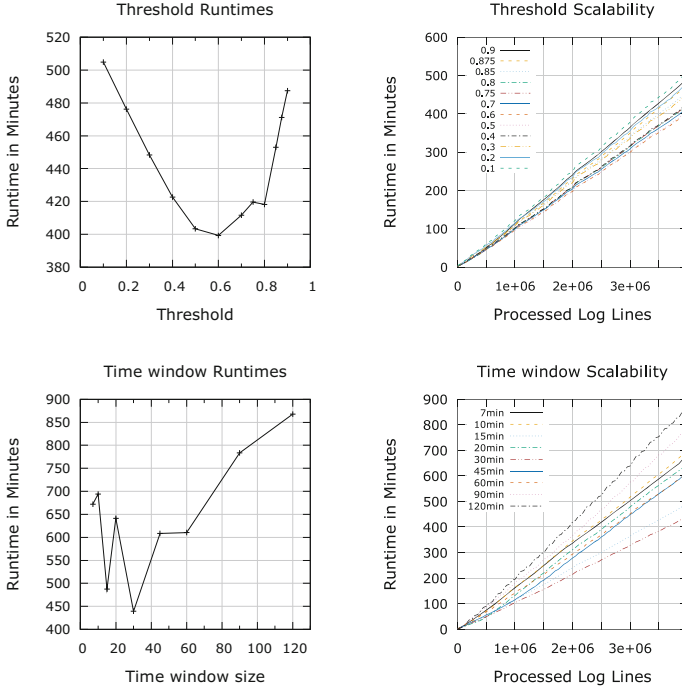 Threshold Runtimes
520
500
480
460
440
420
400
380
0 0.2 0.4 0.6 0.8 1
Runtime in Minutes
Threshold
Threshold Scalability
600
500
400
300
200
100
0
0.9
0.875
0.85
0.8
0.75
0.7
0.6
0.5
0.4
0.3
0.2
0.1
0 1e+06 2e+06 3e+06
Runtime in Minutes
Processed Log Lines
Time window Runtimes
900
850
800
750
700
650
600
550
500
450
400
0 20 40 60 80 100 120
Runtime in Minutes
Time window size
Time window Scalability
900
800
700
600
500
400
300
200
100
0
7min
10min
15min
20min
30min
45min
60min
90min
120min
0 1e+06 2e+06 3e+06
Runtime in Minutes
Processed Log Lines